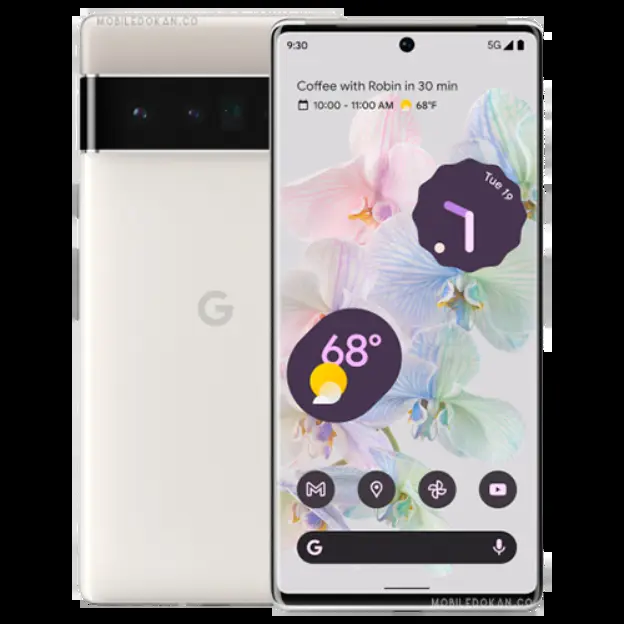 MOBILEDOKAN.CO
9:30
5G
Coffee with Robin in 30 min
10:00 - 11:00 AM 68°F
Tue 19
G
68°
G
MOBILEDOKAN.CO